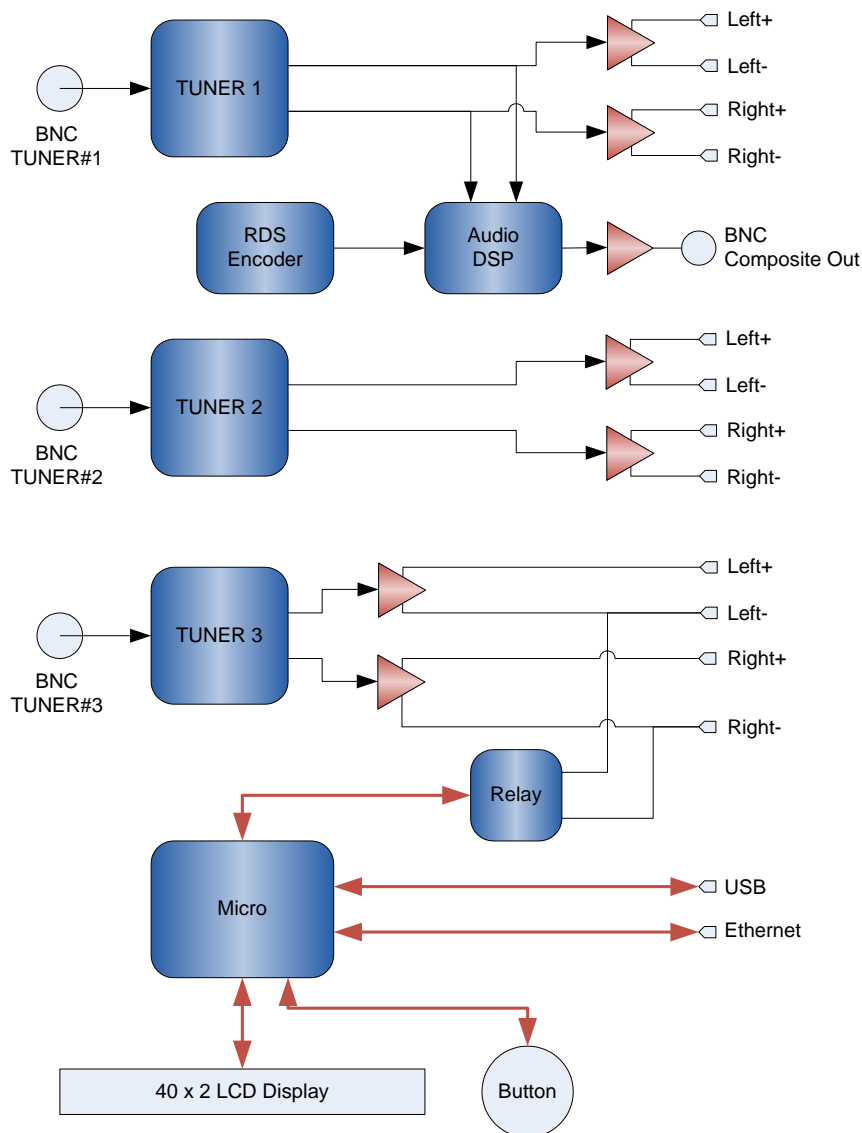 Left+
TUNER 1
Left-
BNC
TUNER#1
Right+
Right-
RDS
Encoder
Audio
DSP
BNC
Composite Out
Left+
TUNER 2
Left-
BNC
TUNER#2
Right+
Right-
Left+
TUNER 3
Left-
BNC
TUNER#3
Right+
Right-
Relay
Micro
USB
Ethernet
40 x 2 LCD Display
Button